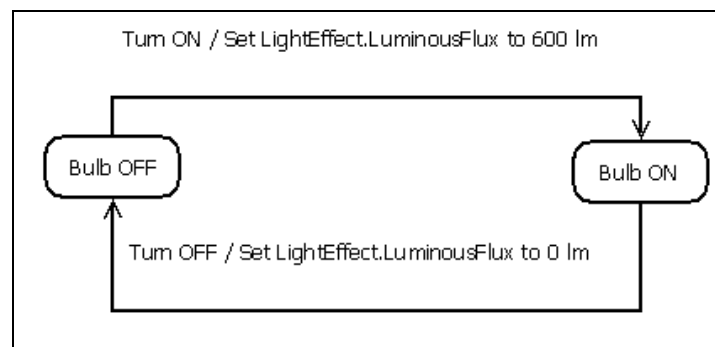 Turn ON / Set LightEffect.LuminousFlux to 600 lm
Bulb OFF
Bulb ON
Turn OFF / Set LightEffect.LuminousFlux to 0 lm